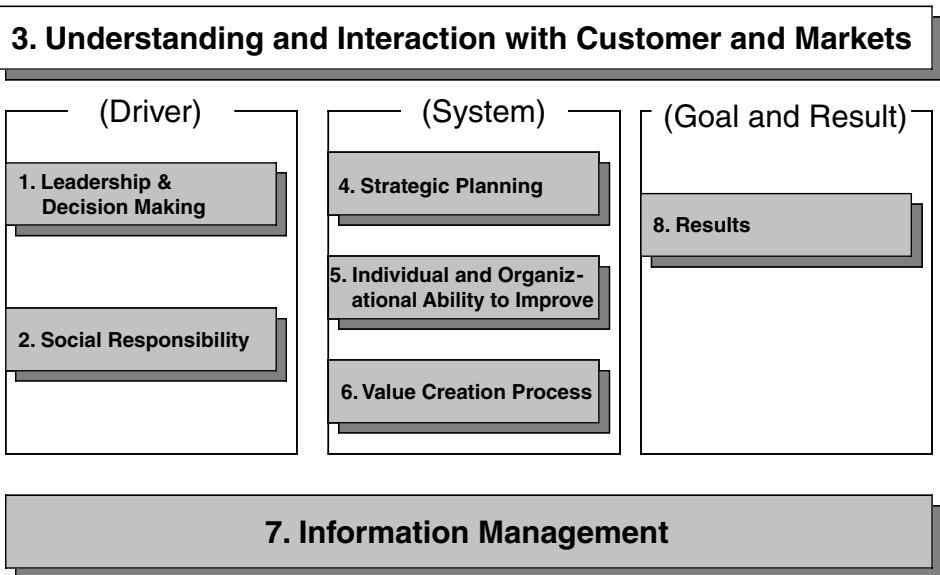 3. Understanding and Interaction with Customer and Markets
(Driver)
1. Leadership &
Decision Making
2. Social Responsibility
(System)
4. Strategic Planning
5. Individual and Organiz-
ational Ability to Improve
6. Value Creation Process
(Goal and Result)
8. Results
7. Information Management